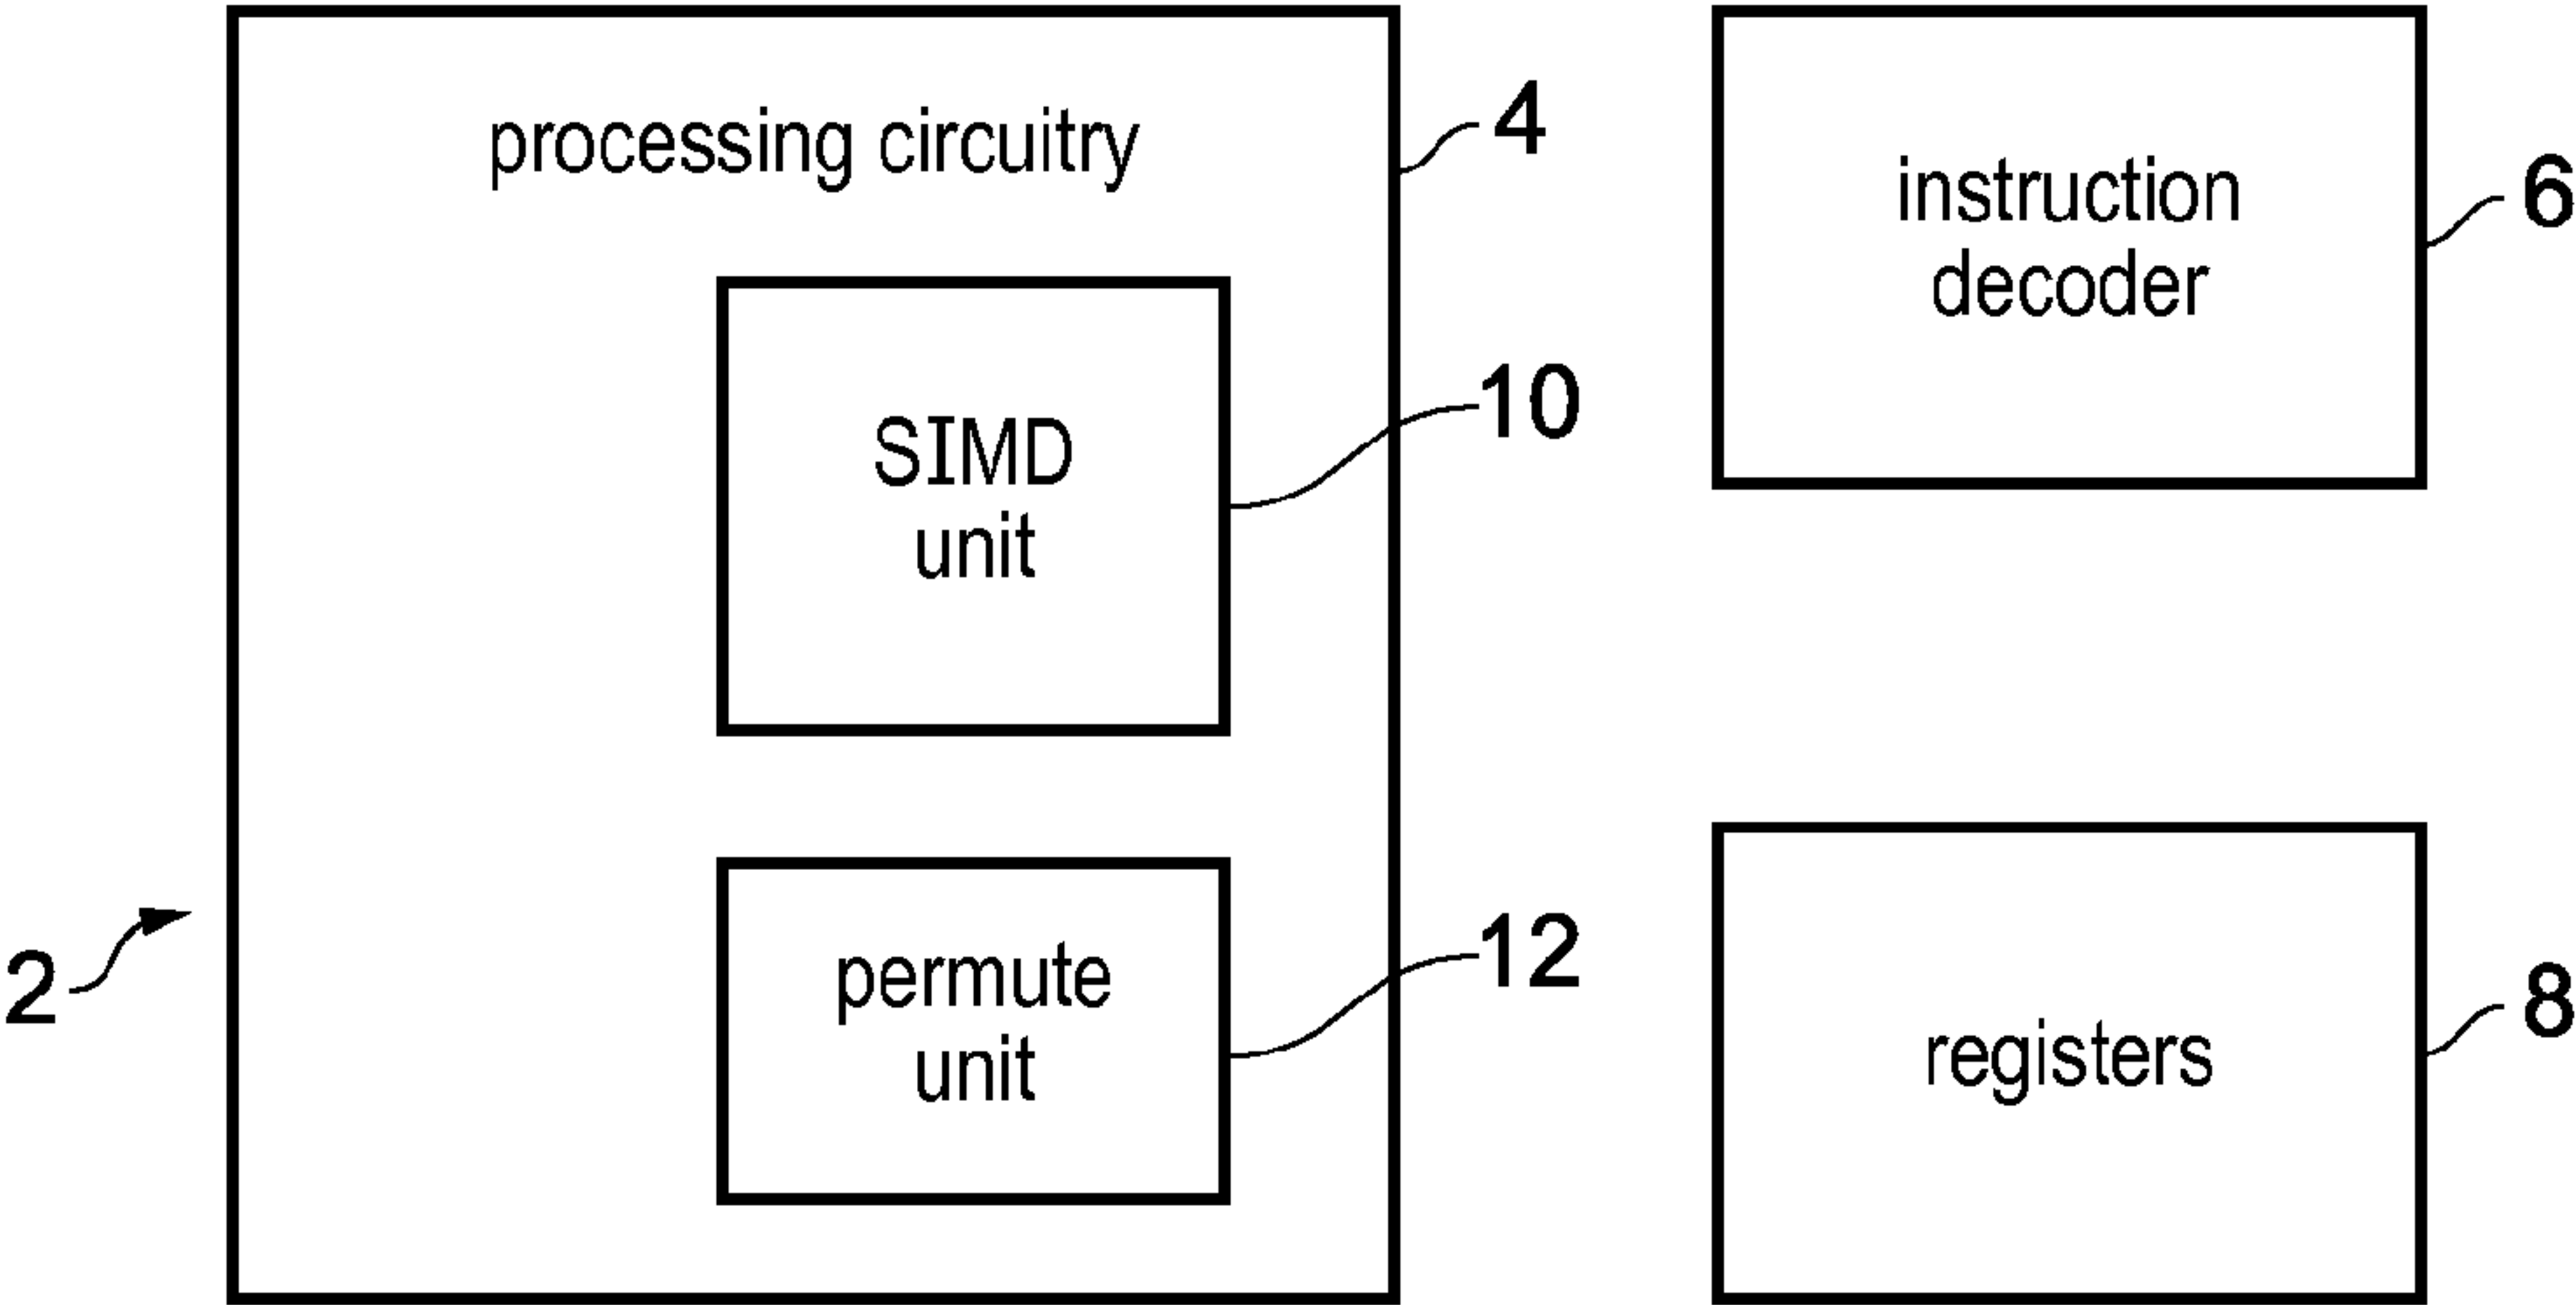 processing circuitry
4
SIMD
unit
10
permute
unit
12
2
instruction
decoder
6
registers
8